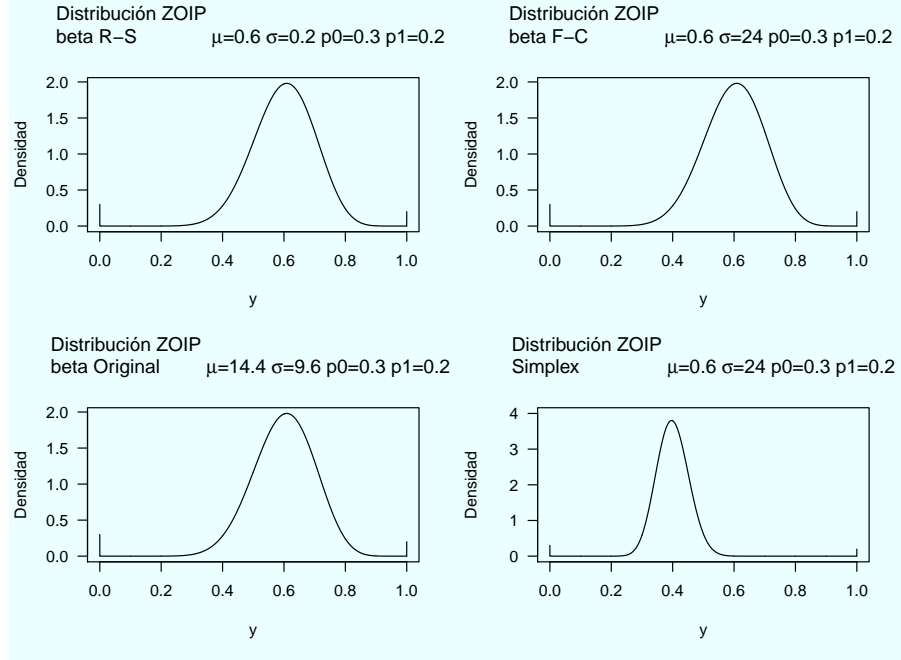 Distribución ZOIP
beta R−S μ=0.6 σ=0.2 p0=0.3 p1=0.2
Densidad
2.0
1.5
1.0
0.5
0.0
0.0 0.2 0.4 0.6 0.8 1.0
y
Distribución ZOIP
beta F−C μ=0.6 σ=24 p0=0.3 p1=0.2
Densidad
2.0
1.5
1.0
0.5
0.0
0.0 0.2 0.4 0.6 0.8 1.0
y
Distribución ZOIP
beta Original μ=14.4 σ=9.6 p0=0.3 p1=0.2
Densidad
2.0
1.5
1.0
0.5
0.0
0.0 0.2 0.4 0.6 0.8 1.0
y
Distribución ZOIP
Simplex μ=0.6 σ=24 p0=0.3 p1=0.2
Densidad
4
3
2
1
0
0.0 0.2 0.4 0.6 0.8 1.0
y